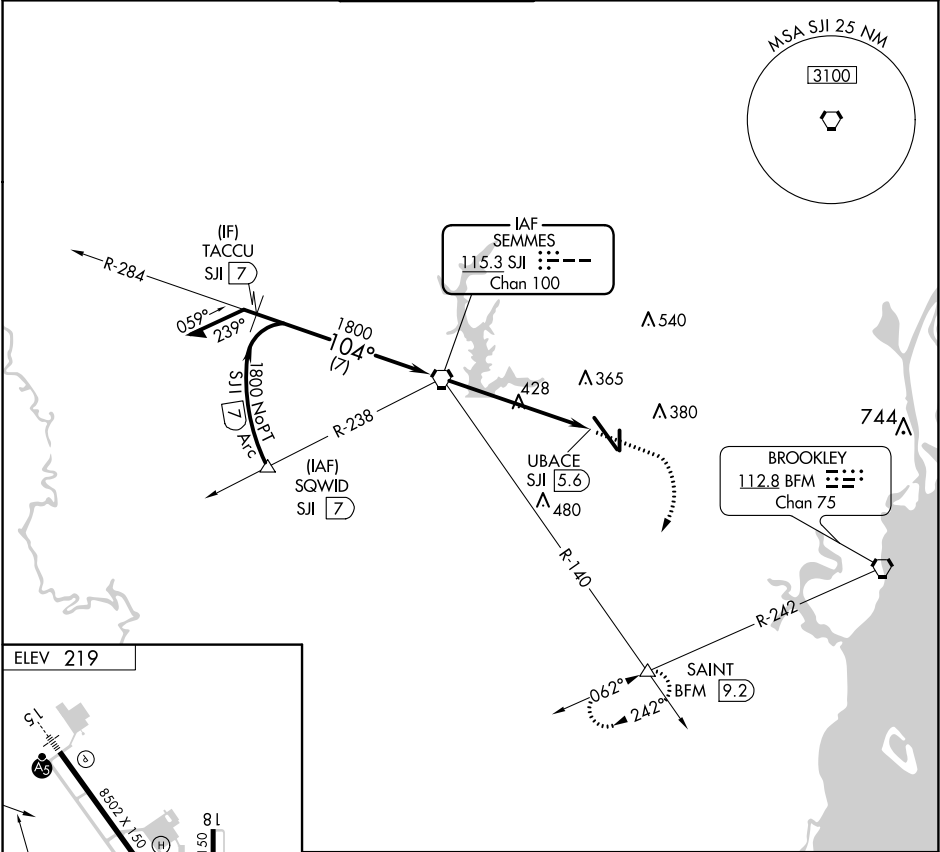 MSA SJI 25 NM
3100
(IF)
TACCU
SJI 7
R-284
059°
239°
1800
104°
(7)
IAF
SEMMES
115.3 SJI
Chan 100
540
428
365
380
744
1800 NoPT
SJI 7 Arc
R-238
(IAF)
SQWID
SJI 7
UBACE
SJI 5.6
480
BROOKLEY
112.8 BFM
Chan 75
R-140
R-242
SAINT
BFM 9.2
062°
242°
ELEV 219
15
A5
P
8502 X 150
H
18
150